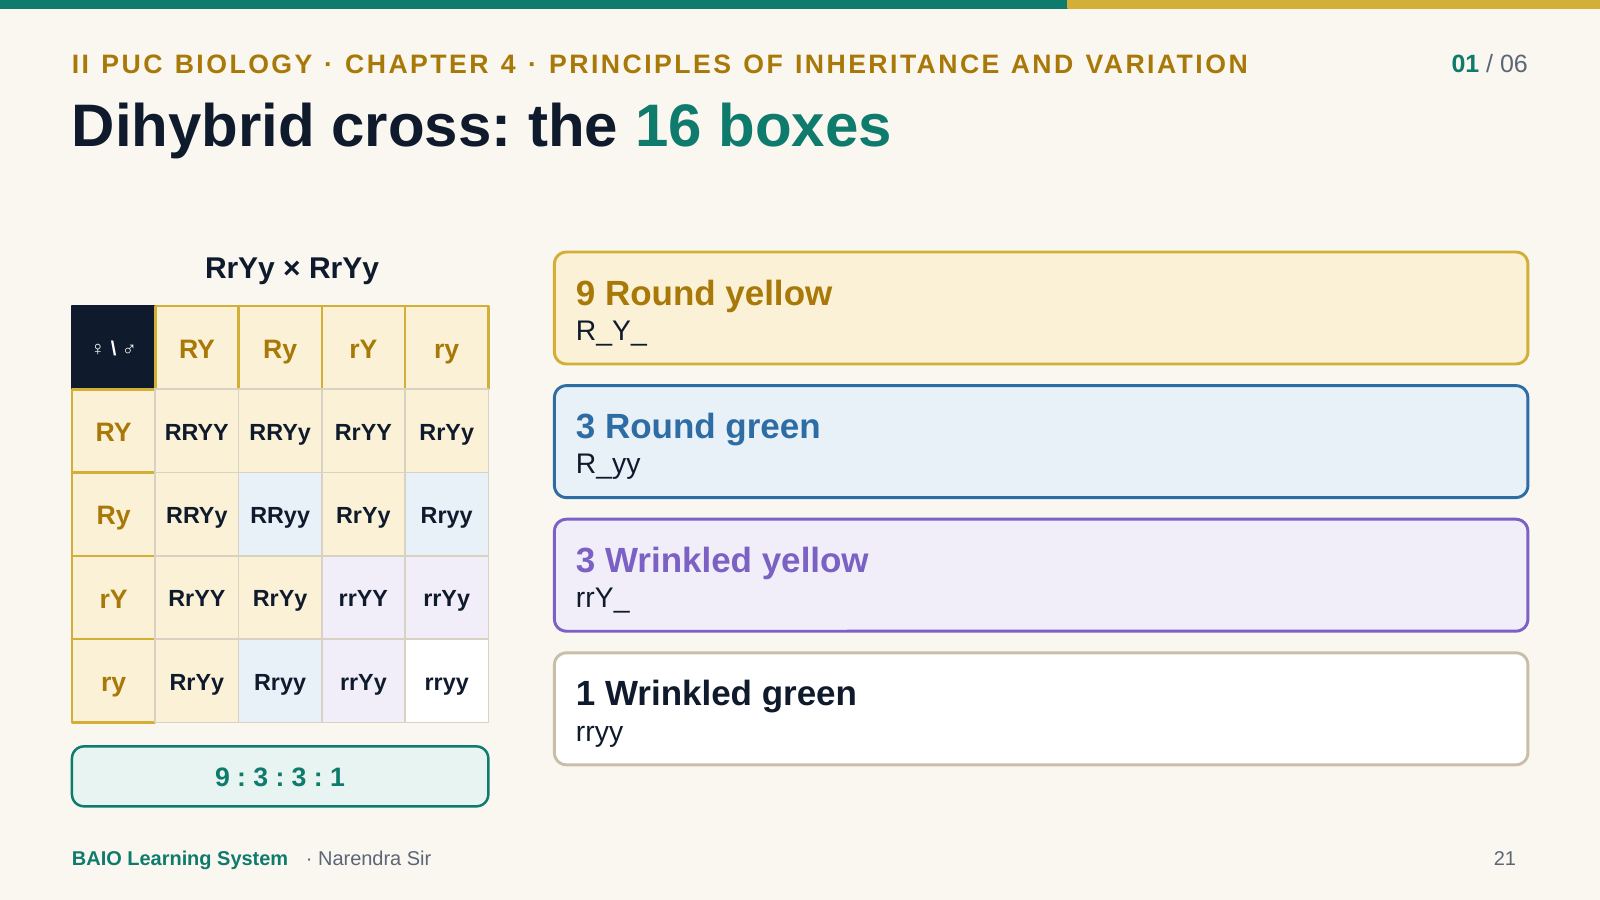 II PUC BIOLOGY · CHAPTER 4 · PRINCIPLES OF INHERITANCE AND VARIATION
01 / 06
Dihybrid cross: the 16 boxes
RrYy × RrYy
♀ \ ♂ RY Ry rY ry
RY RRYY RRYy RrYY RrYy
Ry RRYy RRyy RrYy Rryy
rY RrYY RrYy rrYY rrYy
ry RrYy Rryy rrYy rryy
9 : 3 : 3 : 1
9 Round yellow
R_Y_
3 Round green
R_yy
3 Wrinkled yellow
rrY_
1 Wrinkled green
rryy
BAIO Learning System · Narendra Sir
21